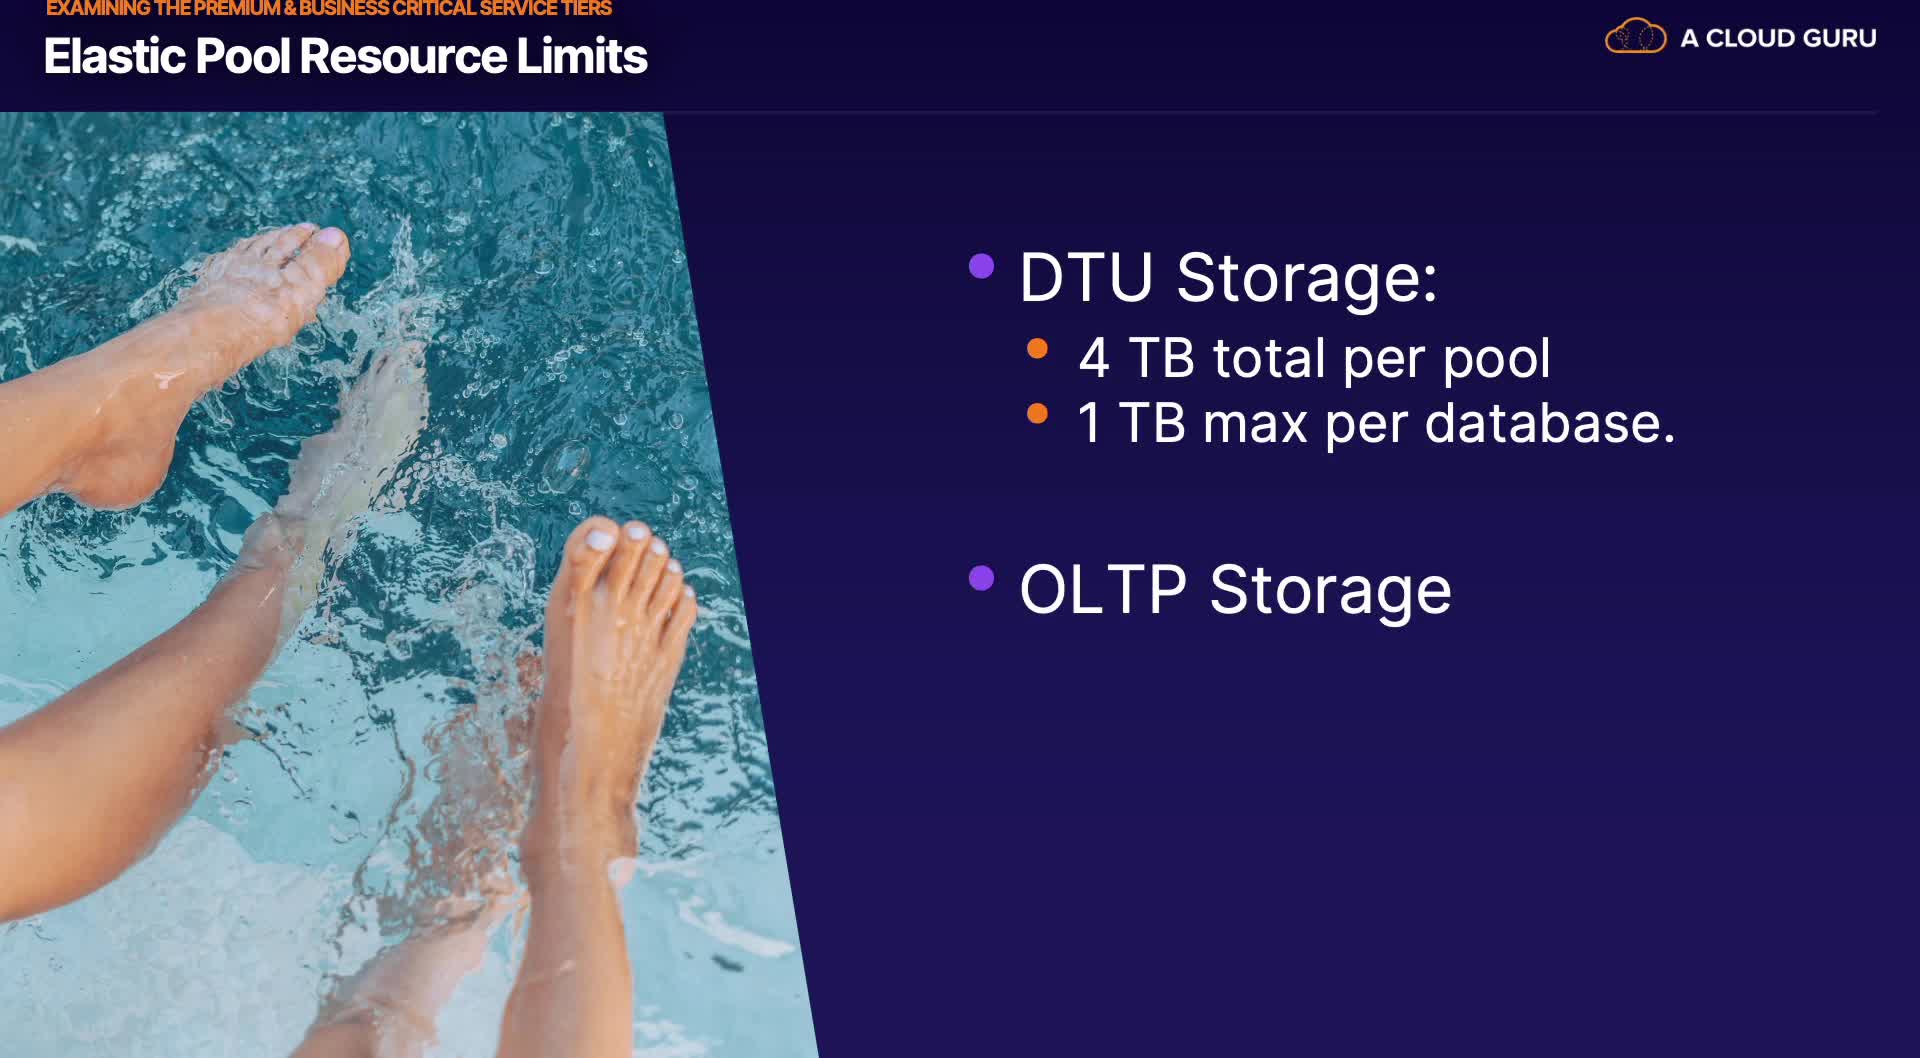 EXAMINING THE PREMIUM & BUSINESS CRITICAL SERVICE TIERS
Elastic Pool Resource Limits
A CLOUD GURU
DTU Storage:
4 TB total per pool
1 TB max per database.
OLTP Storage